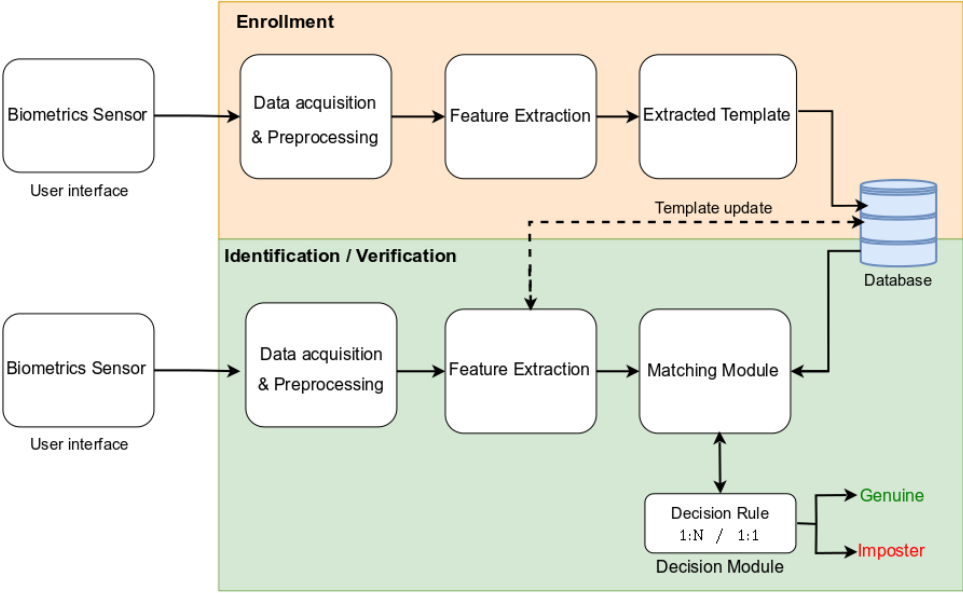 Enrollment
Biometrics Sensor
User interface
Data acquisition
& Preprocessing
Feature Extraction
Extracted Template
Template update
Database
Identification / Verification
Biometrics Sensor
User interface
Data acquisition
& Preprocessing
Feature Extraction
Matching Module
Decision Rule
1:N / 1:1
Decision Module
Genuine
Imposter